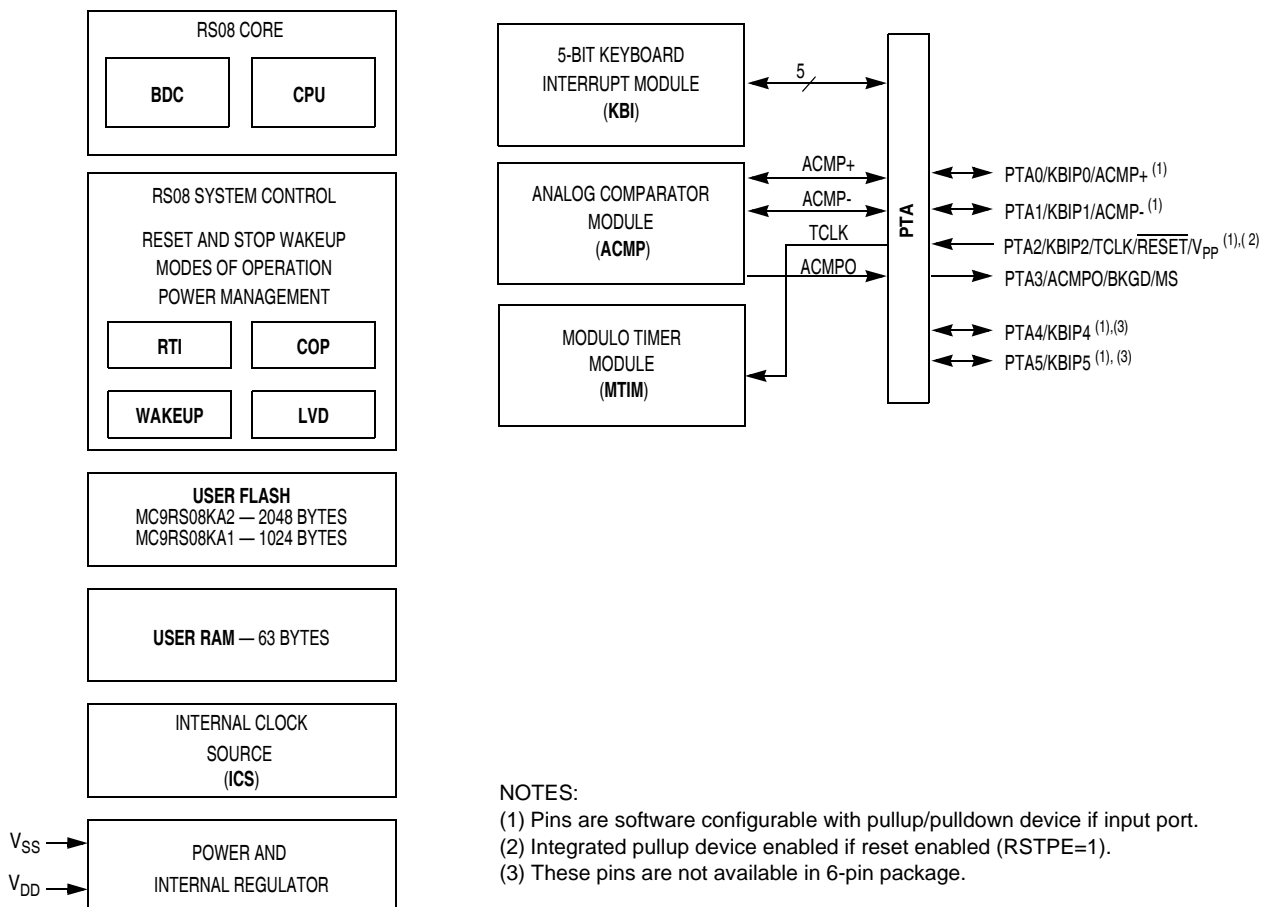 RS08 CORE
BDC
CPU
RS08 SYSTEM CONTROL
RESET AND STOP WAKEUP
MODES OF OPERATION
POWER MANAGEMENT
RTI
COP
WAKEUP
LVD
USER FLASH
MC9RS08KA2 — 2048 BYTES
MC9RS08KA1 — 1024 BYTES
USER RAM — 63 BYTES
INTERNAL CLOCK
SOURCE
(ICS)
VSS
VDD
POWER AND
INTERNAL REGULATOR
5-BIT KEYBOARD
INTERRUPT MODULE
(KBI)
5
ANALOG COMPARATOR
MODULE
(ACMP)
ACMP+
ACMP-
TCLK
ACMPO
MODULO TIMER
MODULE
(MTIM)
PTA
PTA0/KBIP0/ACMP+ (1)
PTA1/KBIP1/ACMP- (1)
PTA2/KBIP2/TCLK/RESET/VPP (1),( 2)
PTA3/ACMPO/BKGD/MS
PTA4/KBIP4 (1),(3)
PTA5/KBIP5 (1), (3)
NOTES:
(1) Pins are software configurable with pullup/pulldown device if input port.
(2) Integrated pullup device enabled if reset enabled (RSTPE=1).
(3) These pins are not available in 6-pin package.